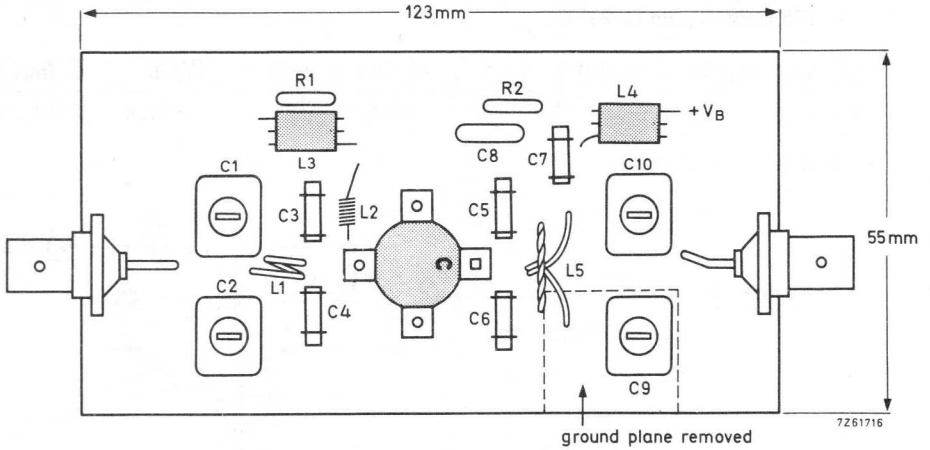 123mm
R1
R2
L4
+VB
C8
C7
L3
C1
C10
C3
L2
C5
55mm
c
L5
L1
C2
C4
C6
C9
7Z61716
ground plane removed